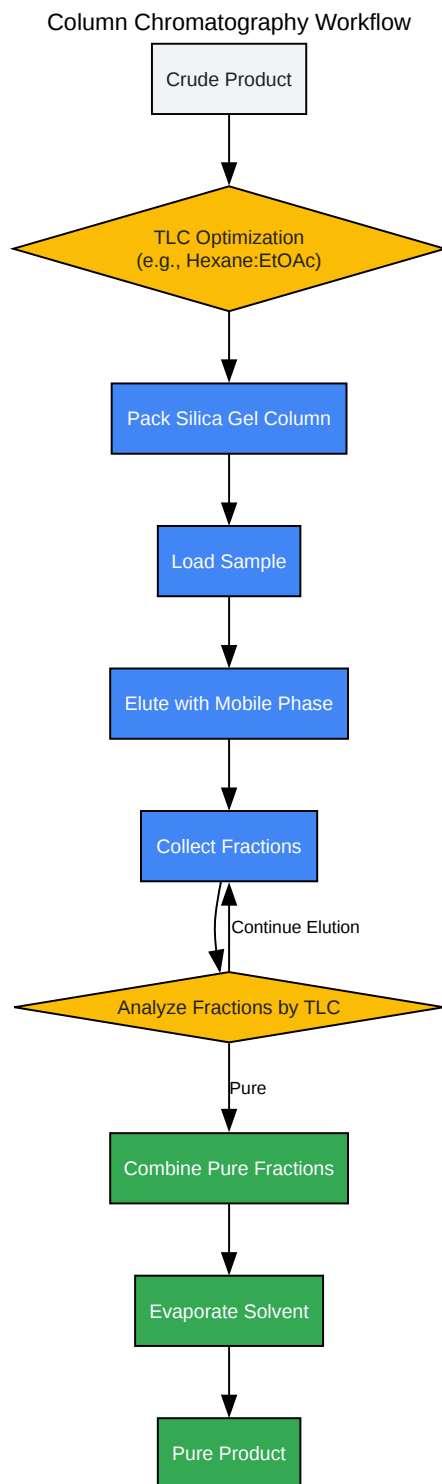 Column Chromatography Workflow
Crude Product
TLC Optimization
(e.g., Hexane:EtOAc)
Pack Silica Gel Column
Load Sample
Elute with Mobile Phase
Collect Fractions
Continue Elution
Analyze Fractions by TLC
Pure
Combine Pure Fractions
Evaporate Solvent
Pure Product